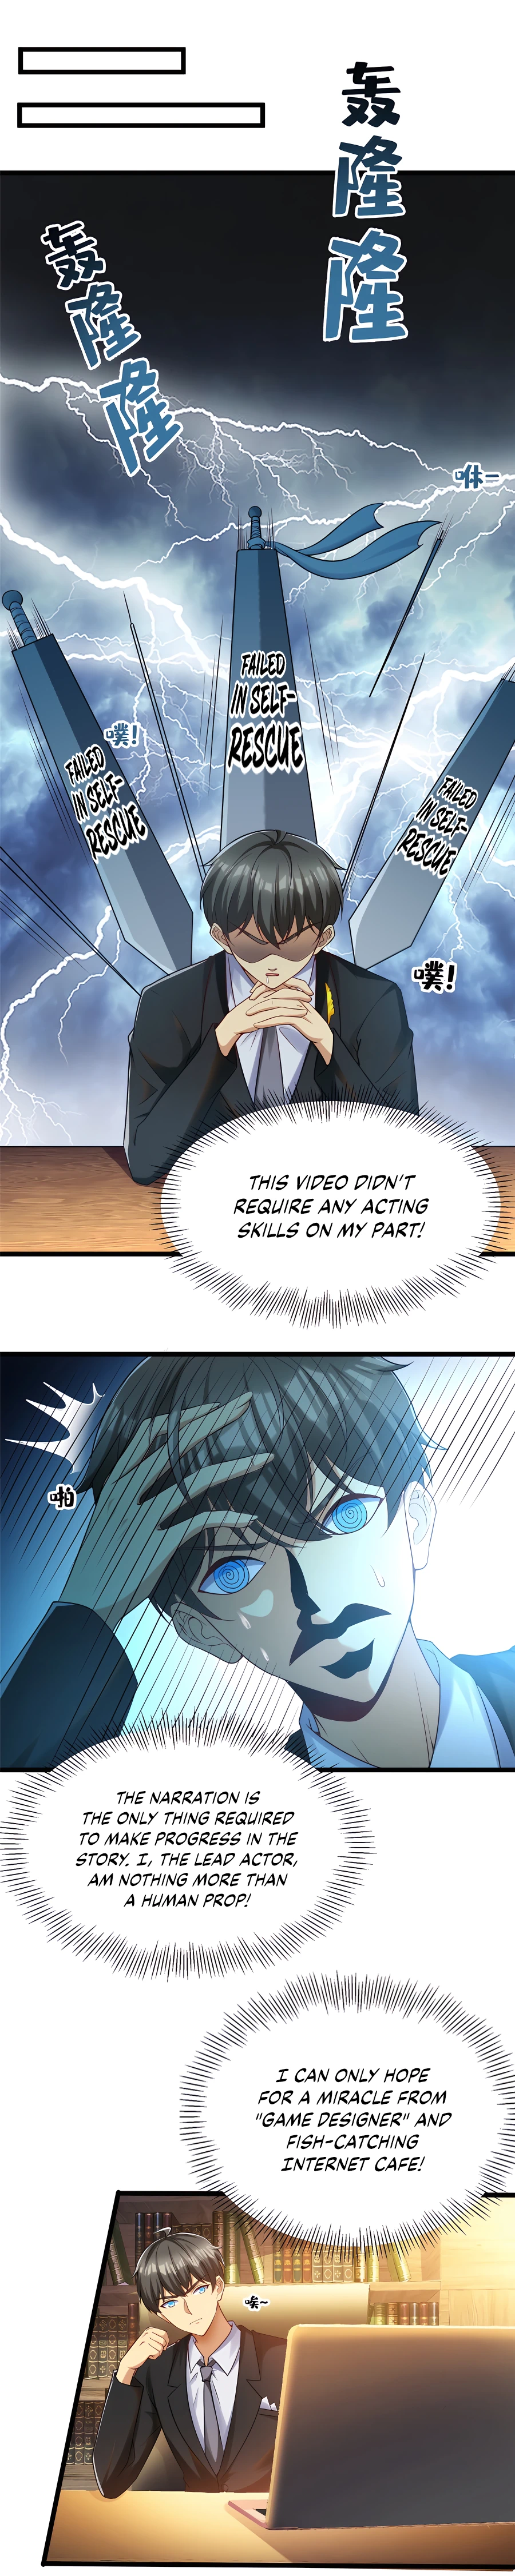 轰隆隆
轰隆隆
咻~
FAILED
IN SELF-
RESCUE
噗!
FAILED
IN SELF-
RESCUE
FAILED
IN SELF-
RESCUE
噗!
THIS VIDEO DIDN'T
REQUIRE ANY ACTING
SKILLS ON MY PART!
啪
THE NARRATION IS
THE ONLY THING REQUIRED
TO MAKE PROGRESS IN THE
STORY. I, THE LEAD ACTOR,
AM NOTHING MORE THAN
A HUMAN PROP!
I CAN ONLY HOPE
FOR A MIRACLE FROM
"GAME DESIGNER" AND
FISH-CATCHING
INTERNET CAFE!
唉~